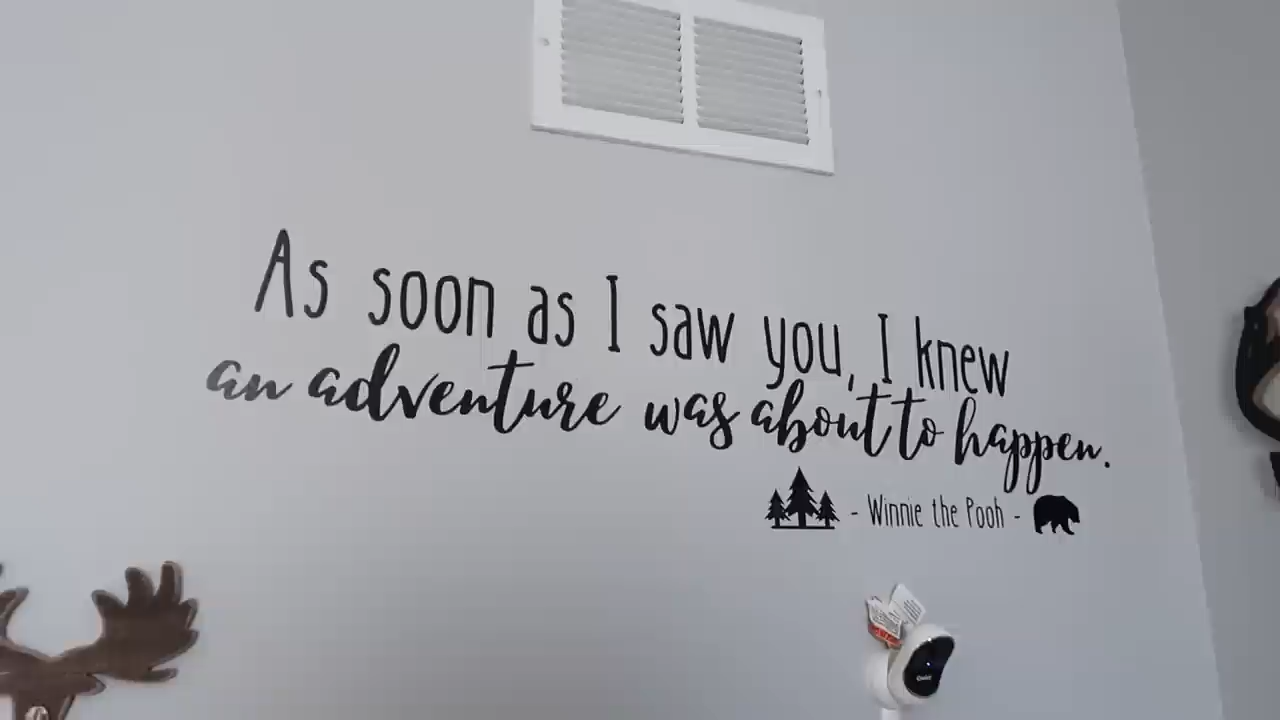 As soon as I saw you, I knew
an adventure was about to happen.
- Winnie the Pooh -